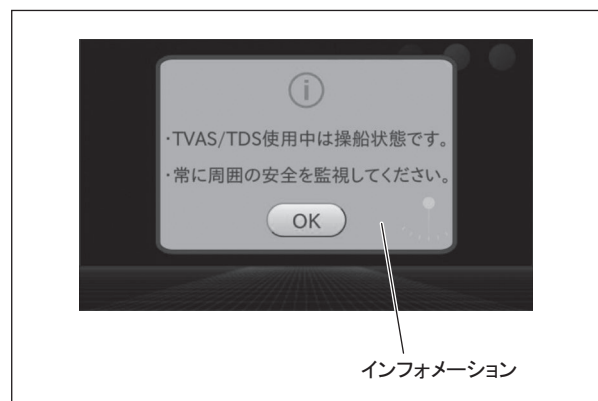 i
・TVAS/TDS使用中は操船状態です。
・常に周囲の安全を監視してください。
OK
インフォメーション